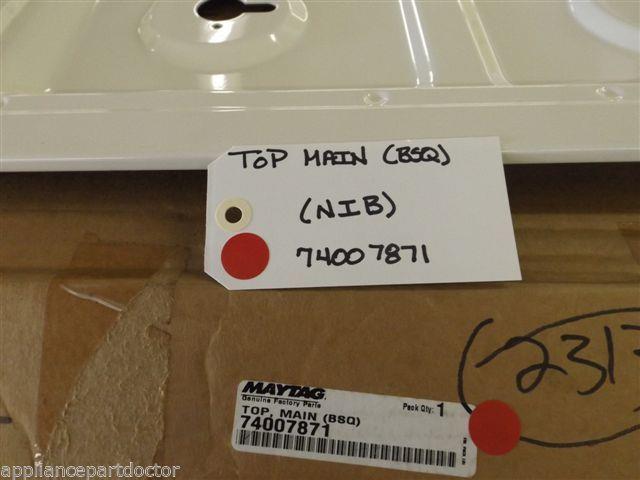 TOP MAIN (BSQ)
(NIB)
74007871
MAYTAG
Genuine Factory Parts
Pack Qty: 1
TOP, MAIN (BSQ)
74007871
appliancepartdoctor